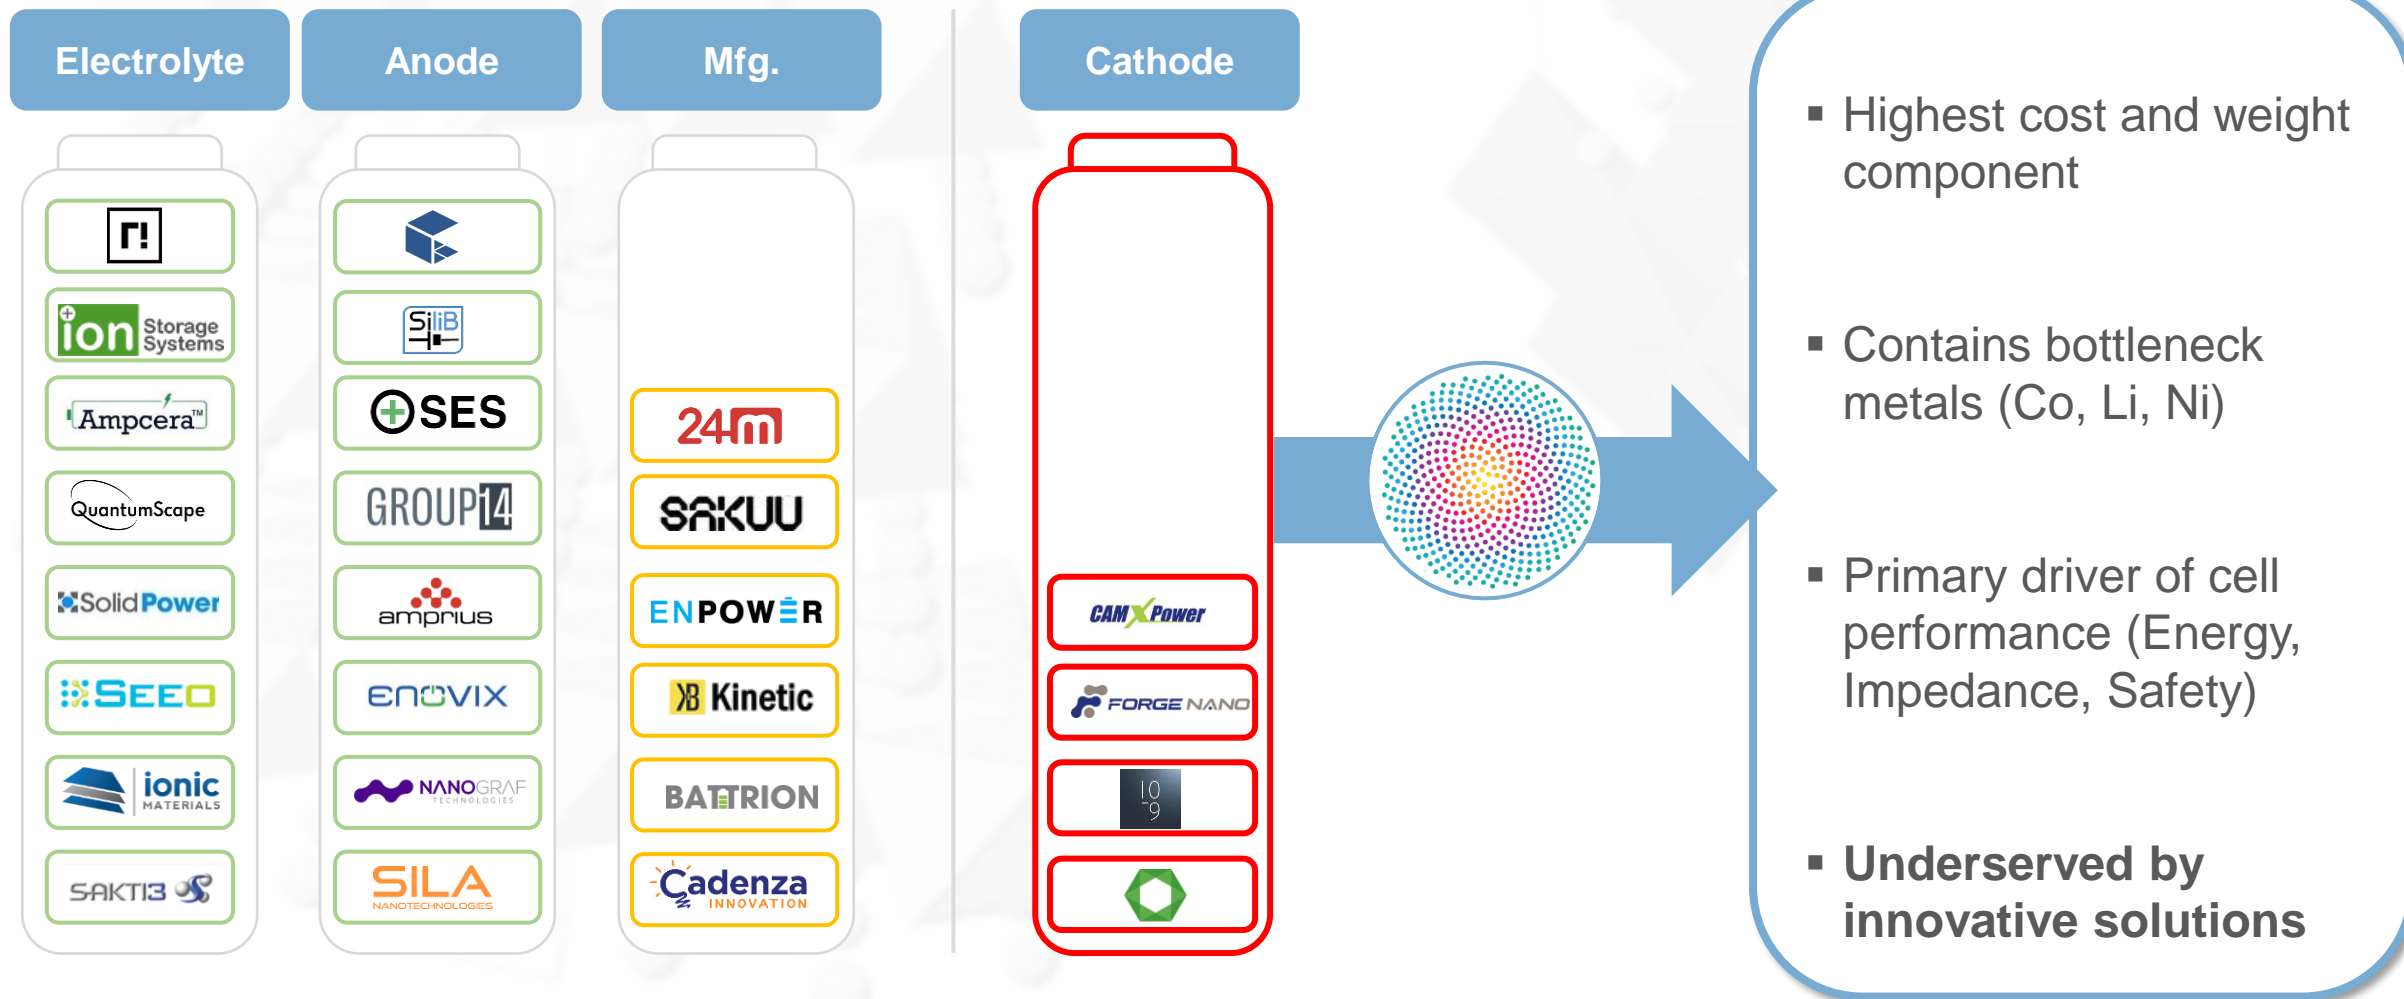 Electrolyte
Anode
Mfg.
Cathode
r!
ion Storage Systems
Ampcera™
QuantumScape
Solid Power
SEEO
ionic MATERIALS
SAKTI3
SiliB
SES
GROUP14
amprius
ENOVIX
NANOGRAF
TECHNOLOGIES
SILA
NANOTECHNOLOGIES
24m
SAKUU
ENPOWER
KB Kinetic
BATTRION
Cadenza
INNOVATION
CAMX Power
FORGE NANO
10
-9
▪ Highest cost and weight
component
▪ Contains bottleneck
metals (Co, Li, Ni)
▪ Primary driver of cell
performance (Energy,
Impedance, Safety)
▪ Underserved by
innovative solutions